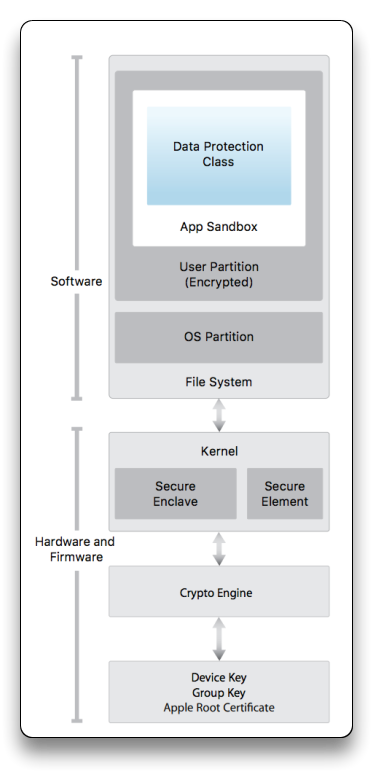 Data Protection
Class
App Sandbox
User Partition
(Encrypted)
Software
OS Partition
File System
Kernel
Secure
Enclave
Secure
Element
Hardware and
Firmware
Crypto Engine
Device Key
Group Key
Apple Root Certificate